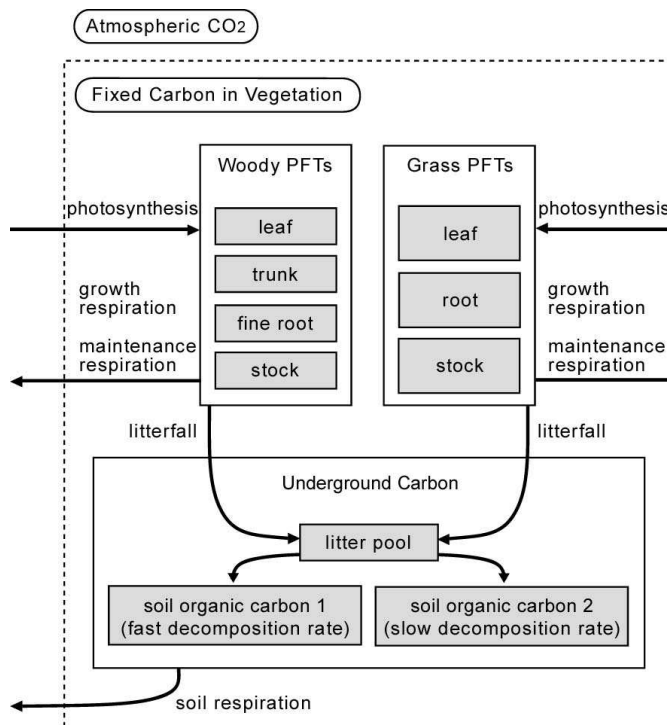 Atmospheric CO2
Fixed Carbon in Vegetation
Woody PFTs
Grass PFTs
photosynthesis
leaf
leaf
photosynthesis
trunk
growth
respiration
fine root
root
growth
respiration
maintenance
respiration
stock
stock
maintenance
respiration
litterfall
litterfall
Underground Carbon
litter pool
soil organic carbon 1
(fast decomposition rate)
soil organic carbon 2
(slow decomposition rate)
soil respiration